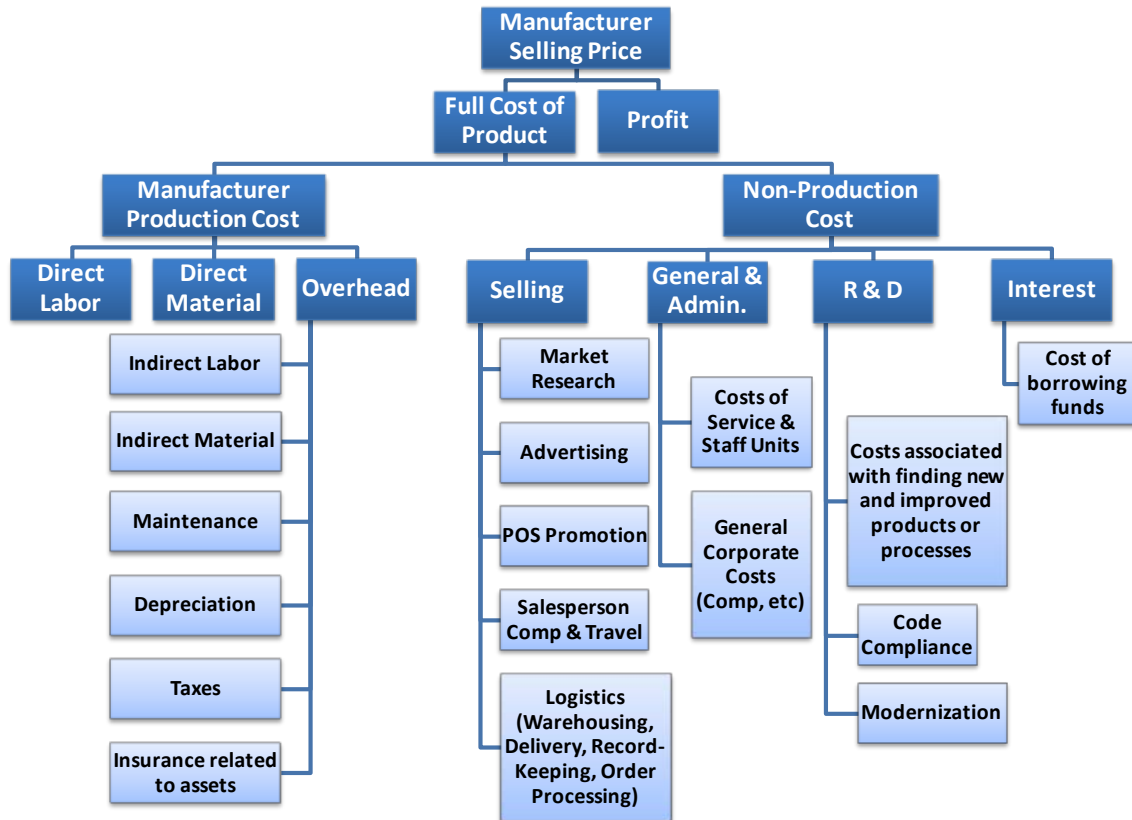 Manufacturer
Selling Price
Full Cost of
Product
Profit
Manufacturer
Production Cost
Non-Production
Cost
Direct
Labor
Direct
Material
Overhead
Selling
General &
Admin.
R & D
Interest
Indirect Labor
Indirect Material
Maintenance
Depreciation
Taxes
Insurance related
to assets
Market
Research
Advertising
POS Promotion
Salesperson
Comp & Travel
Logistics
(Warehousing,
Delivery, Record-
Keeping, Order
Processing)
Costs of
Service &
Staff Units
General
Corporate
Costs
(Comp, etc)
Costs associated
with finding new
and improved
products or
processes
Code
Compliance
Modernization
Cost of
borrowing
funds